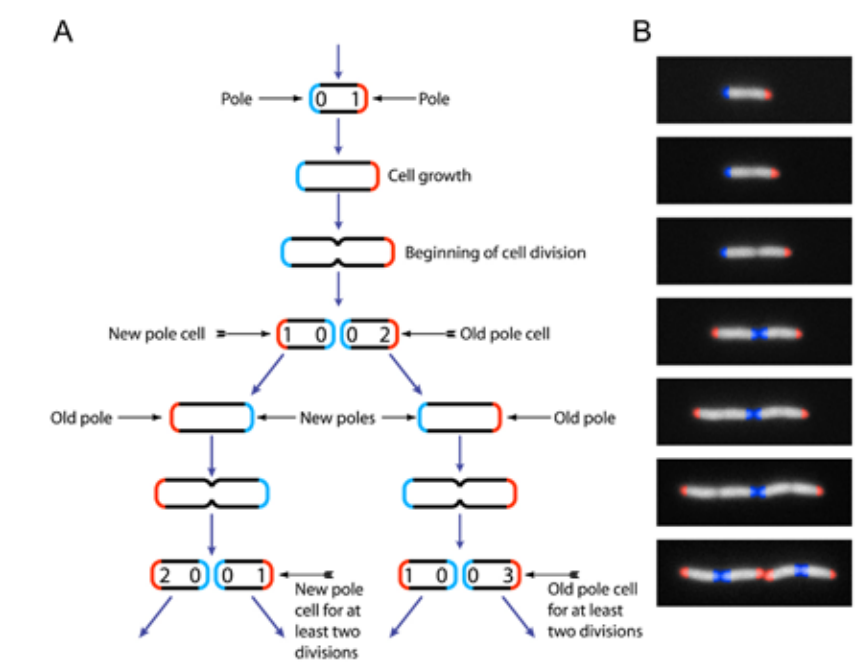 A
B
Pole
0 1
Pole
Cell growth
Beginning of cell division
New pole cell
1 0
0 2
Old pole cell
Old pole
New poles
Old pole
2 0
0 1
1 0
0 3
New pole
cell for at
least two
divisions
Old pole cell
for at least
two divisions